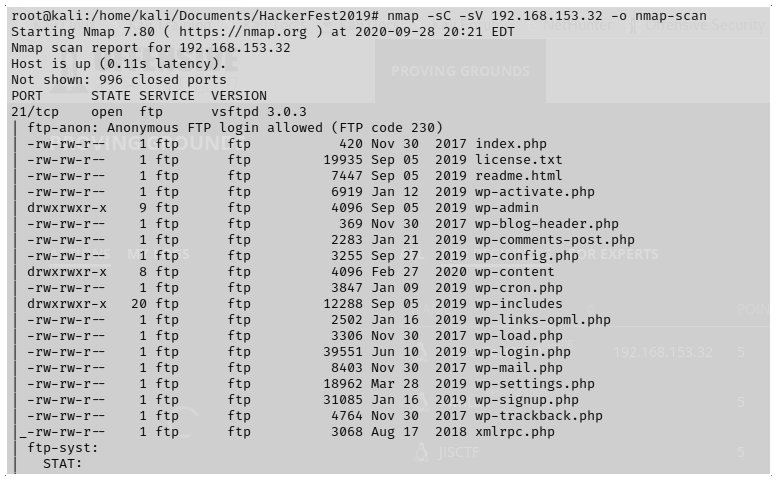 root@kali:/home/kali/Documents/HackerFest2019# nmap -sC -sV 192.168.153.32 -o nmap-scan
Starting Nmap 7.80 ( https://nmap.org ) at 2020-09-28 20:21 EDT
Nmap scan report for 192.168.153.32
Host is up (0.11s latency).
PROVING GROUNDS
Not shown: 996 closed ports
PORT     STATE SERVICE  VERSION
21/tcp   open  ftp      vsftpd 3.0.3
| ftp-anon: Anonymous FTP login allowed (FTP code 230)
| -rw-rw-r--    1 ftp      ftp           420 Nov 30  2017 index.php
| -rw-rw-r--    1 ftp      ftp         19935 Sep 05  2019 license.txt
| -rw-rw-r--    1 ftp      ftp          7447 Sep 05  2019 readme.html
| -rw-rw-r--    1 ftp      ftp          6919 Jan 12  2019 wp-activate.php
| drwxrwxr-x    9 ftp      ftp          4096 Sep 05  2019 wp-admin
| -rw-rw-r--    1 ftp      ftp           369 Nov 30  2017 wp-blog-header.php
| -rw-rw-r--    1 ftp      ftp          2283 Jan 21  2019 wp-comments-post.php
| -rw-rw-r--    1 ftp      ftp          3255 Sep 27  2019 wp-config.php
| drwxrwxr-x    8 ftp      ftp          4096 Feb 27  2020 wp-content
| -rw-rw-r--    1 ftp      ftp          3847 Jan 09  2019 wp-cron.php
| drwxrwxr-x   20 ftp      ftp         12288 Sep 05  2019 wp-includes
| -rw-rw-r--    1 ftp      ftp          2502 Jan 16  2019 wp-links-opml.php
| -rw-rw-r--    1 ftp      ftp          3306 Nov 30  2017 wp-load.php
| -rw-rw-r--    1 ftp      ftp         39551 Jun 10  2019 wp-login.php
192.168.153.32 5
| -rw-rw-r--    1 ftp      ftp          8403 Nov 30  2017 wp-mail.php
| -rw-rw-r--    1 ftp      ftp         18962 Mar 28  2019 wp-settings.php
| -rw-rw-r--    1 ftp      ftp         31085 Jan 16  2019 wp-signup.php
5
| -rw-rw-r--    1 ftp      ftp          4764 Nov 30  2017 wp-trackback.php
|_-rw-rw-r--    1 ftp      ftp          3068 Aug 17  2018 xmlrpc.php
| ftp-syst:
JISCTF 5
|   STAT: